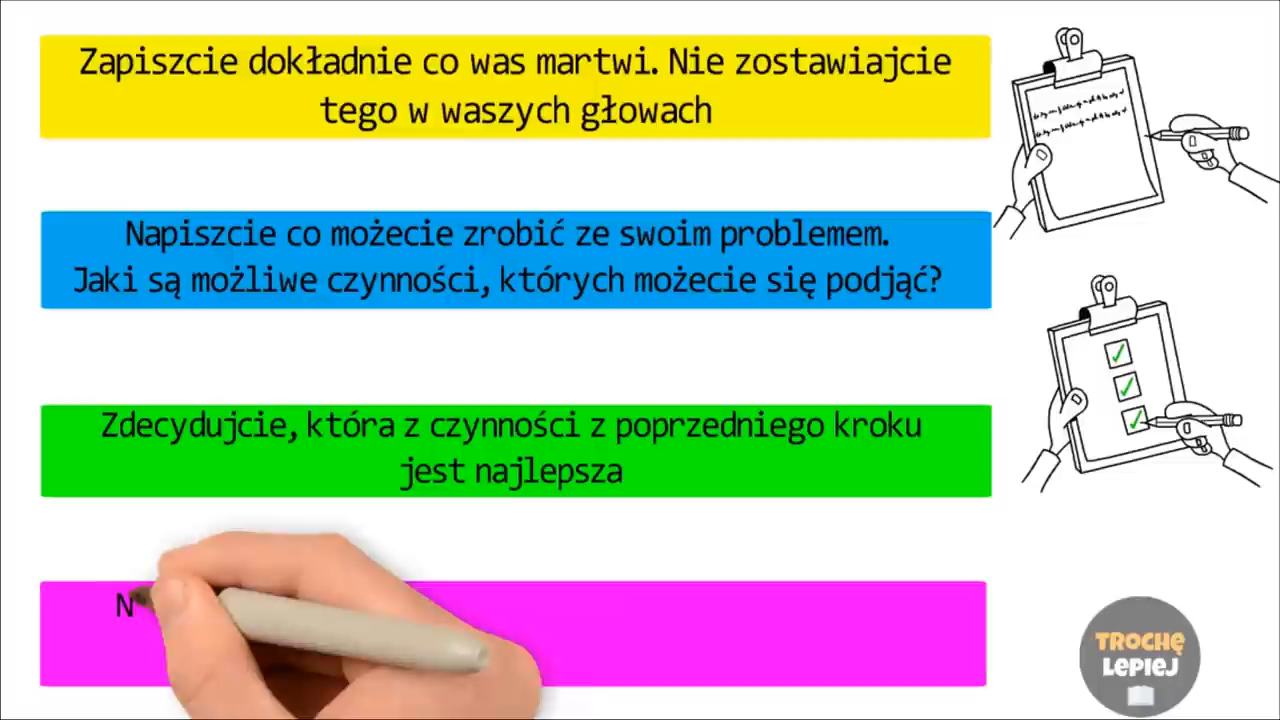 Zapiszcie dokładnie co was martwi. Nie zostawiajcie
tego w waszych głowach
Napiszcie co możecie zrobić ze swoim problemem.
Jaki są możliwe czynności, których możecie się podjąć?
Zdecydujcie, która z czynności z poprzedniego kroku
jest najlepsza
N
TROCHĘ
LEPIEJ